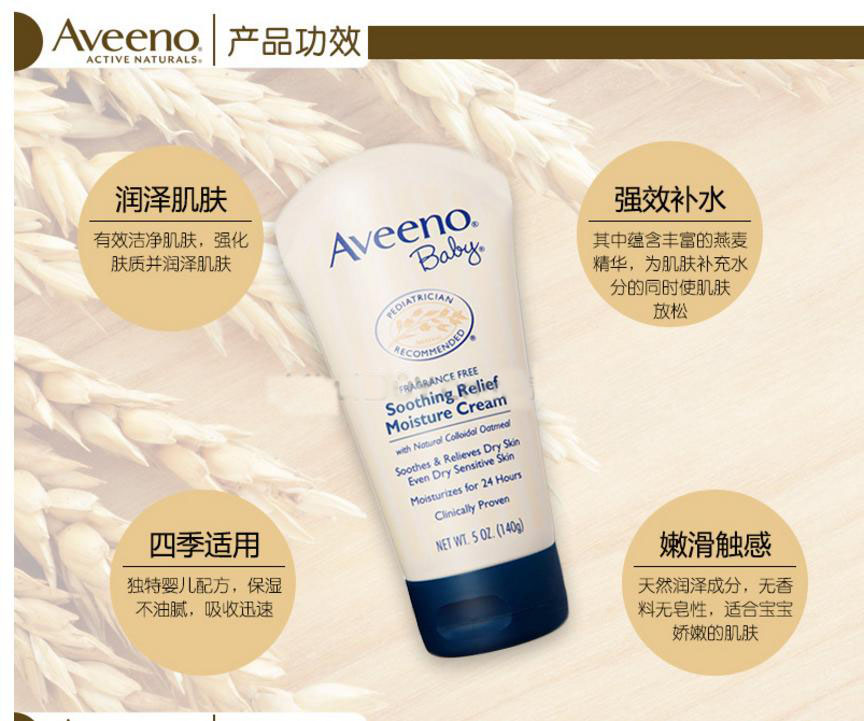 Aveeno®
ACTIVE NATURALS®
产品功效
润泽肌肤
有效洁净肌肤，强化
肤质并润泽肌肤
强效补水
其中蕴含丰富的燕麦
精华，为肌肤补充水
分的同时使肌肤
放松
Aveeno®
Baby®
PEDIATRICIAN
RECOMMENDED®
FRAGRANCE FREE
Soothing Relief
Moisture Cream
with Natural Colloidal Oatmeal
Soothes & Relieves Dry Skin
Even Dry Sensitive Skin
Moisturizes for 24 Hours
Clinically Proven
NET WT. 5 OZ. (140g)
四季适用
独特婴儿配方，保湿
不油腻，吸收迅速
嫩滑触感
天然润泽成分，无香
料无皂性，适合宝宝
娇嫩的肌肤